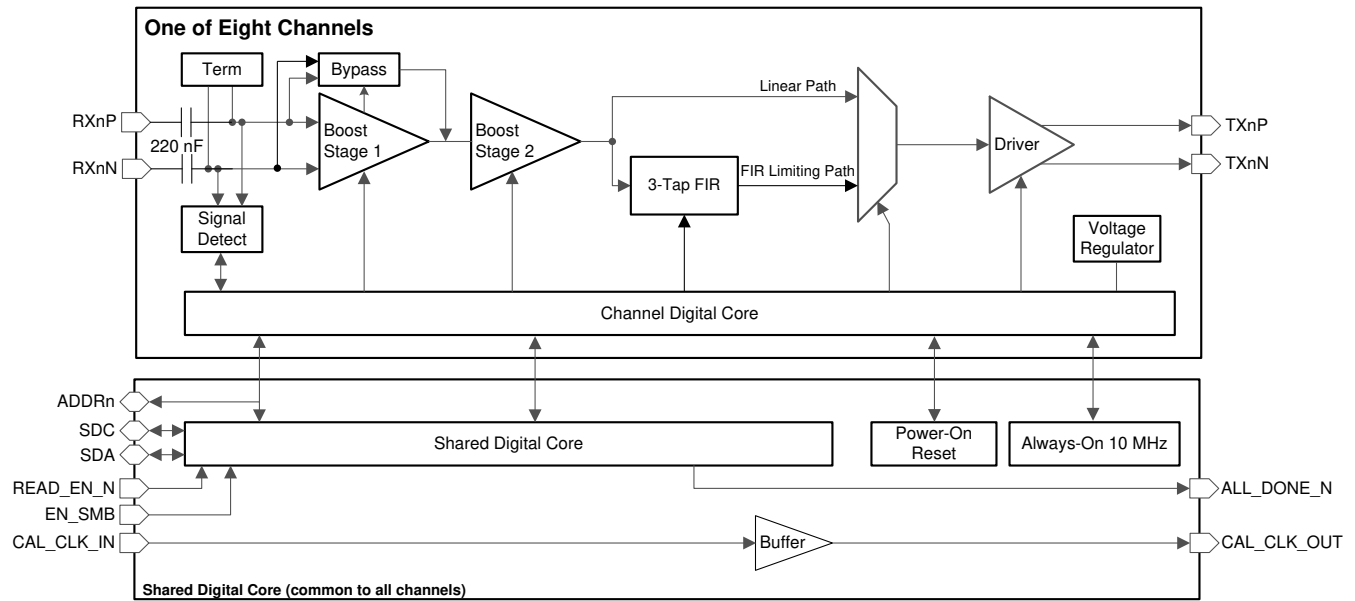 One of Eight Channels
Term
Bypass
RXnP
220 nF
RXnN
Boost
Stage 1
Boost
Stage 2
Linear Path
3-Tap FIR
FIR Limiting Path
Driver
TXnP
TXnN
Signal
Detect
Voltage
Regulator
Channel Digital Core
ADDRn
SDC
SDA
READ_EN_N
EN_SMB
CAL_CLK_IN
Shared Digital Core
Power-On
Reset
Always-On 10 MHz
ALL_DONE_N
Buffer
CAL_CLK_OUT
Shared Digital Core (common to all channels)